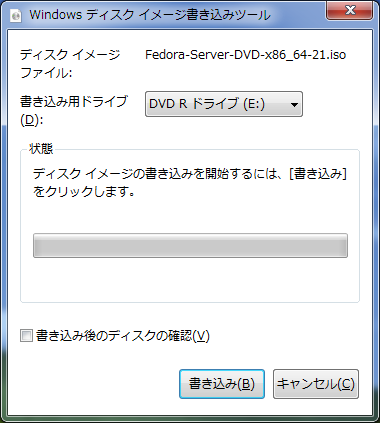 Windows ディスク イメージ書き込みツール
ディスク イメージ Fedora-Server-DVD-x86_64-21.iso
ファイル:
書き込み用ドライブ DVD R ドライブ (E:)
(D):
状態
ディスク イメージの書き込みを開始するには、[書き込み]
をクリックします。
書き込み後のディスクの確認(V)
書き込み(B) キャンセル(C)